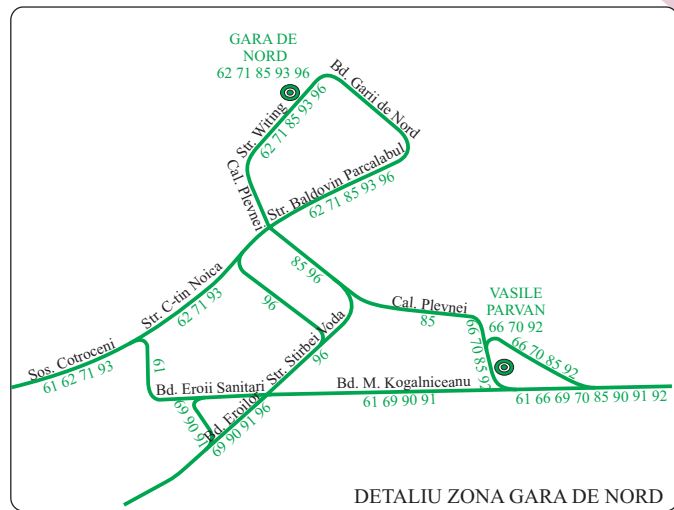 GARA DE
NORD
62 71 85 93 96
Bd. Garii de Nord
Str. Witing
62 71 85 93 96
Cal. Plevnei
Str. Baldovin Parcalabul
62 71 85 93 96
85 96
Str. C-tin Noica
62 71 93
96
Cal. Plevnei
85
VASILE
PARVAN
66 70 92
66 70 85 92
66 70 85 92
Str. Stirbei Voda
96
Sos. Cotroceni
61 62 71 93
61
Bd. Eroii Sanitari
69 90 91
Bd. Eroilor
69 90 91 96
Bd. M. Kogalniceanu
61 69 90 91
61 66 69 70 85 90 91 92
DETALIU ZONA GARA DE NORD